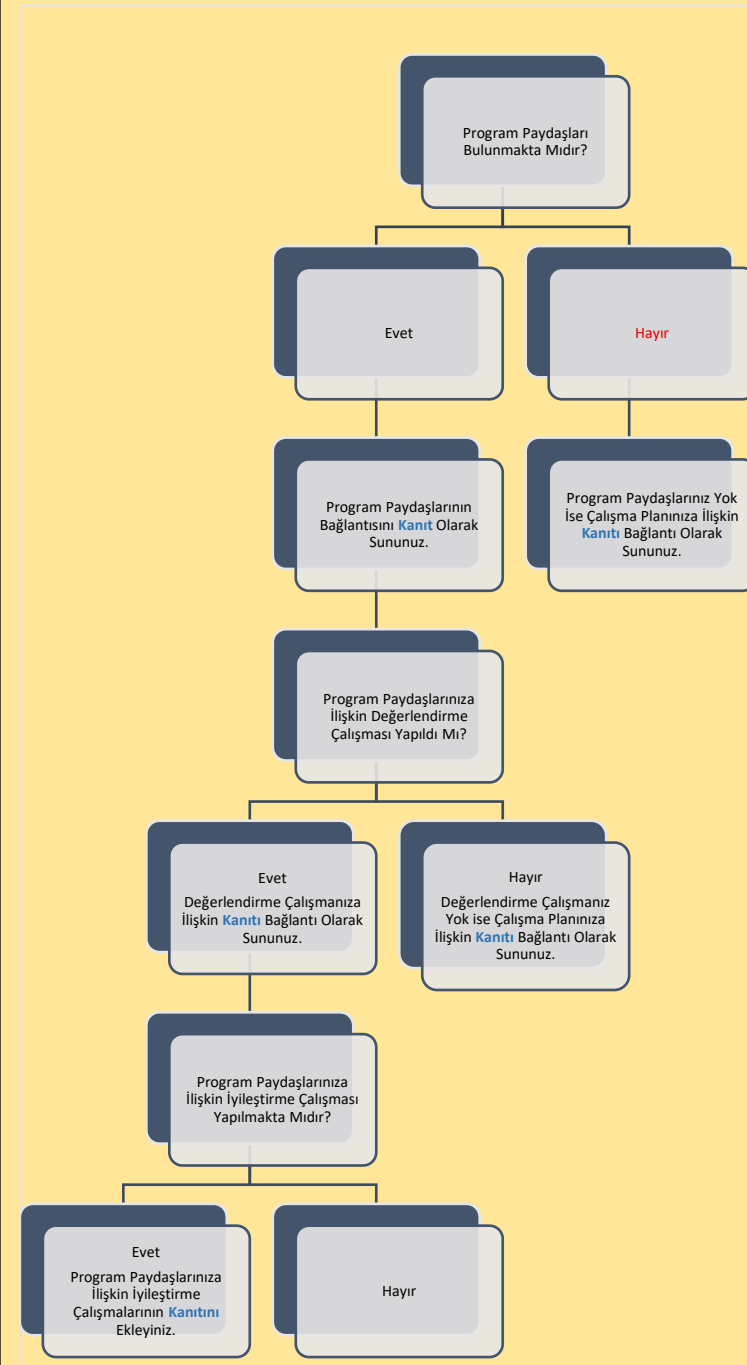 Program Paydaşları
Bulunmakta Mıdır?
Evet
Hayır
Program Paydaşlarının
Bağlantısını Kanıt Olarak
Sununuz.
Program Paydaşlarınız Yok
İse Çalışma Planınıza İlişkin
Kanıtı Bağlantı Olarak
Sununuz.
Program Paydaşlarınıza
İlişkin Değerlendirme
Çalışması Yapıldı Mı?
Evet
Değerlendirme Çalışmanıza
İlişkin Kanıtı Bağlantı Olarak
Sununuz.
Hayır
Değerlendirme Çalışmanız
Yok ise Çalışma Planınıza
İlişkin Kanıtı Bağlantı Olarak
Sununuz.
Program Paydaşlarınıza
İlişkin İyileştirme Çalışması
Yapılmakta Mıdır?
Evet
Program Paydaşlarınıza
İlişkin İyileştirme
Çalışmalarının Kanıtını
Ekleyiniz.
Hayır